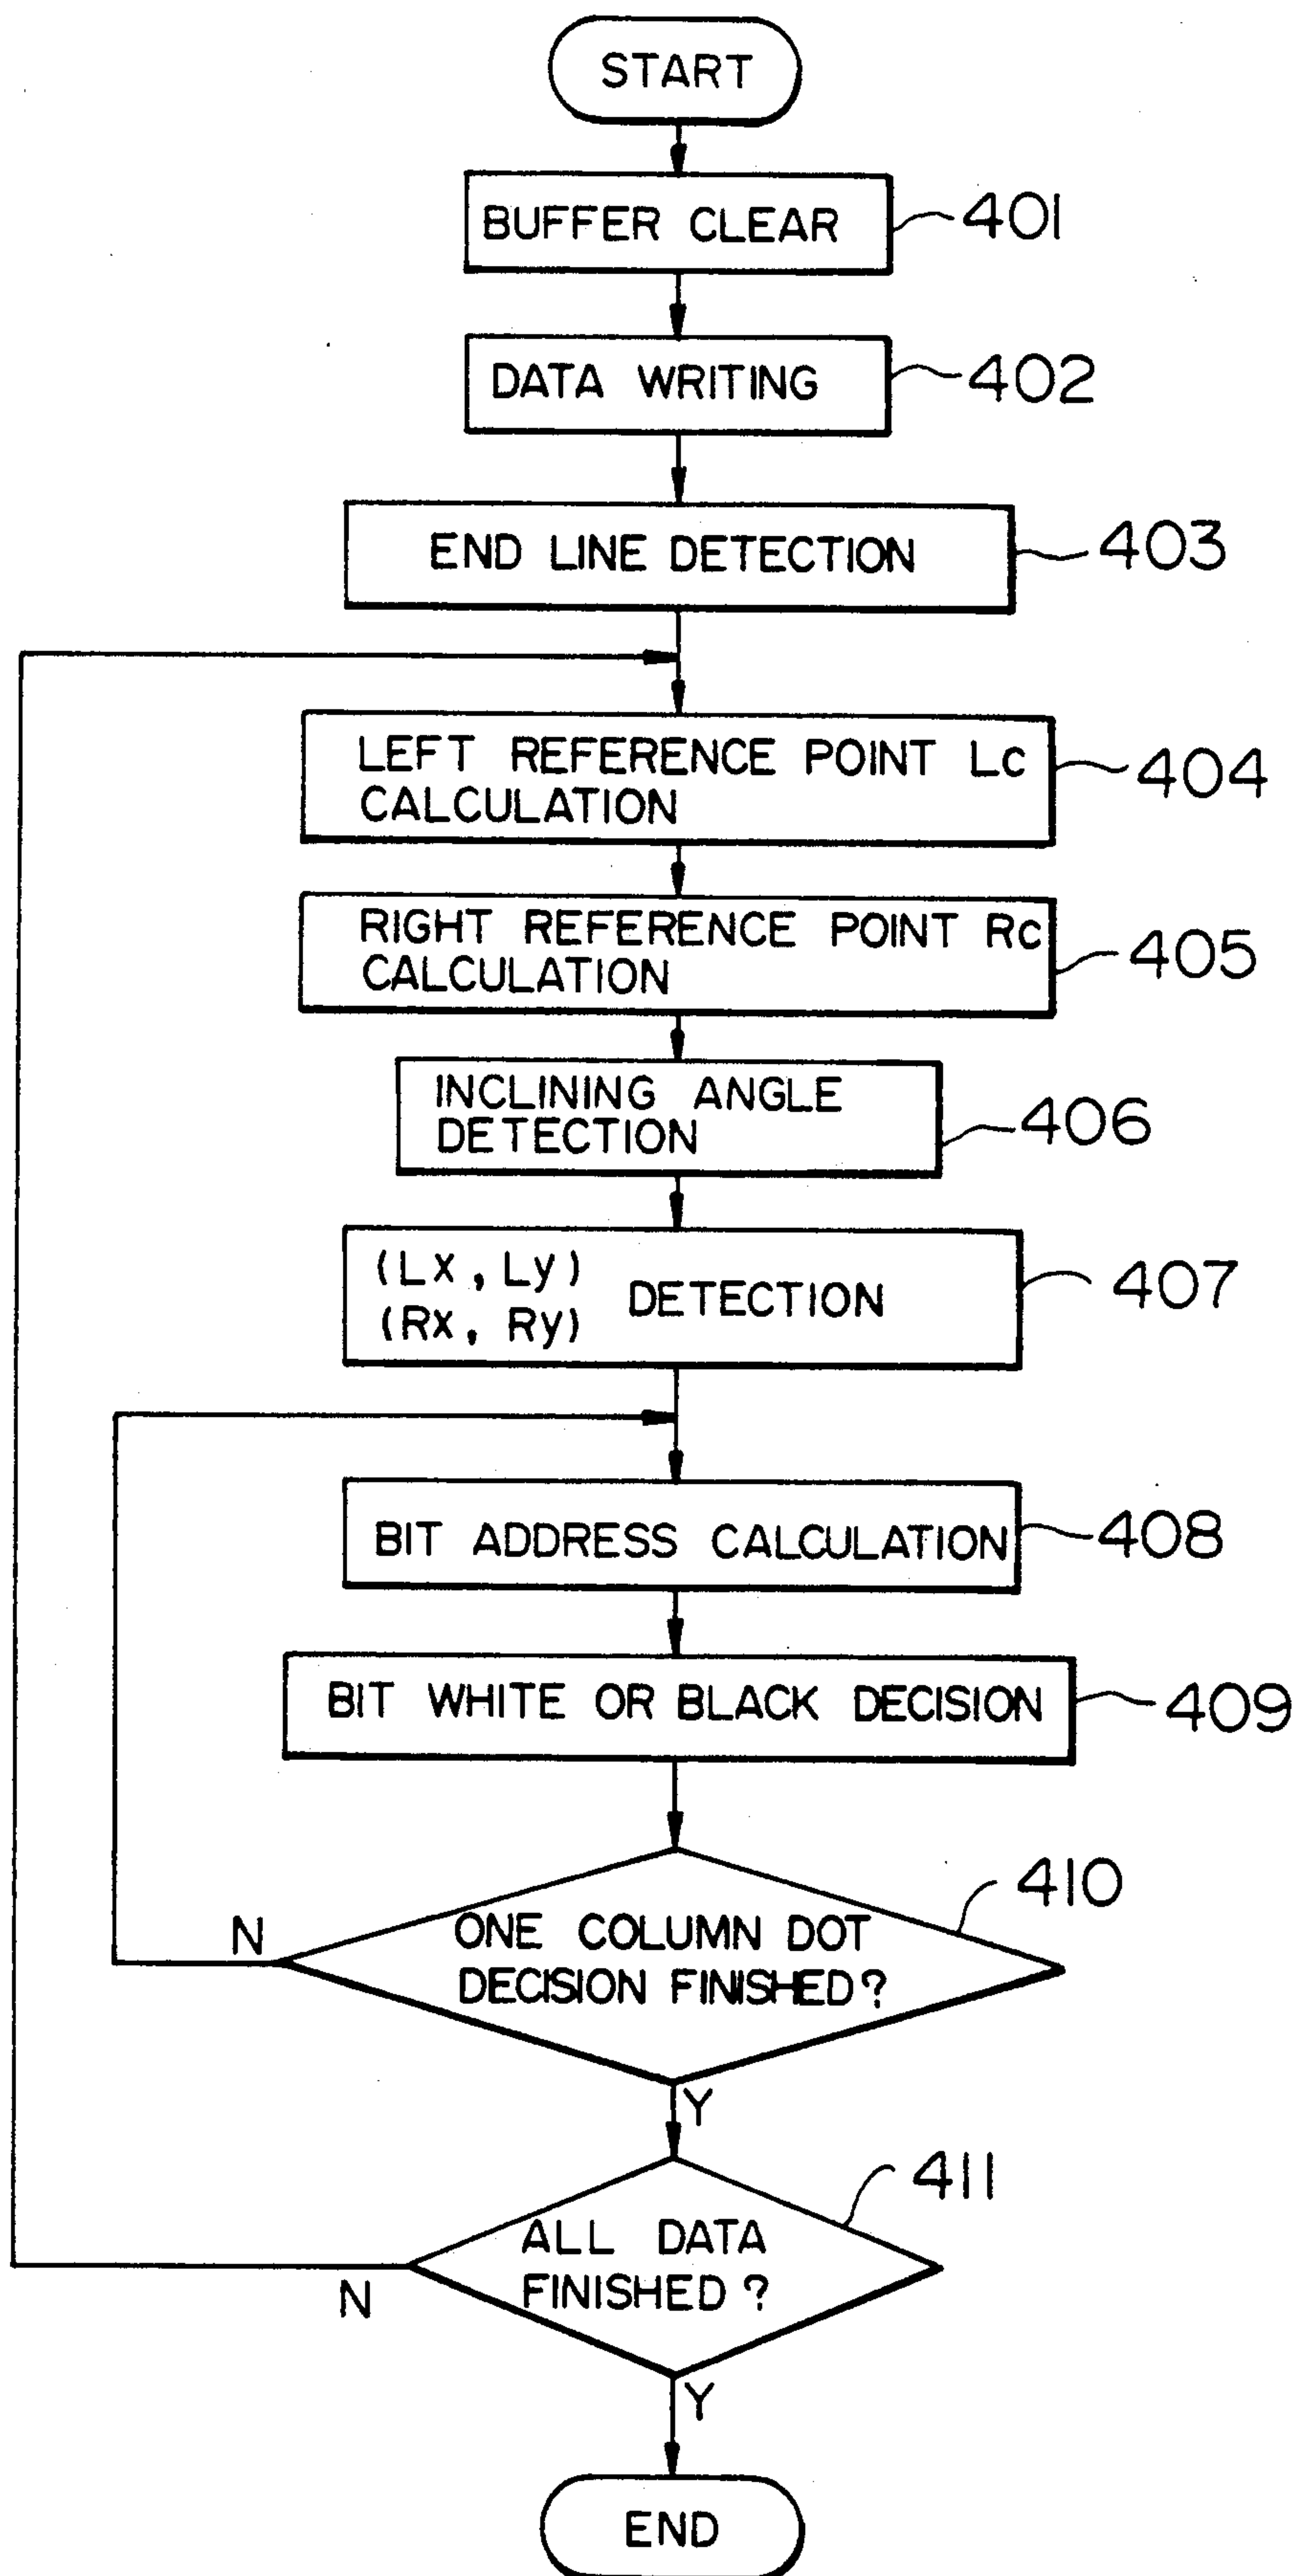 START
BUFFER CLEAR
401
DATA WRITING
402
END LINE DETECTION
403
LEFT REFERENCE POINT Lc
CALCULATION
404
RIGHT REFERENCE POINT Rc
CALCULATION
405
INCLINING ANGLE
DETECTION
406
(Lx, Ly)
(Rx, Ry)
DETECTION
407
BIT ADDRESS CALCULATION
408
BIT WHITE OR BLACK DECISION
409
410
N
ONE COLUMN DOT
DECISION FINISHED?
Y
411
ALL DATA
FINISHED?
N
Y
END